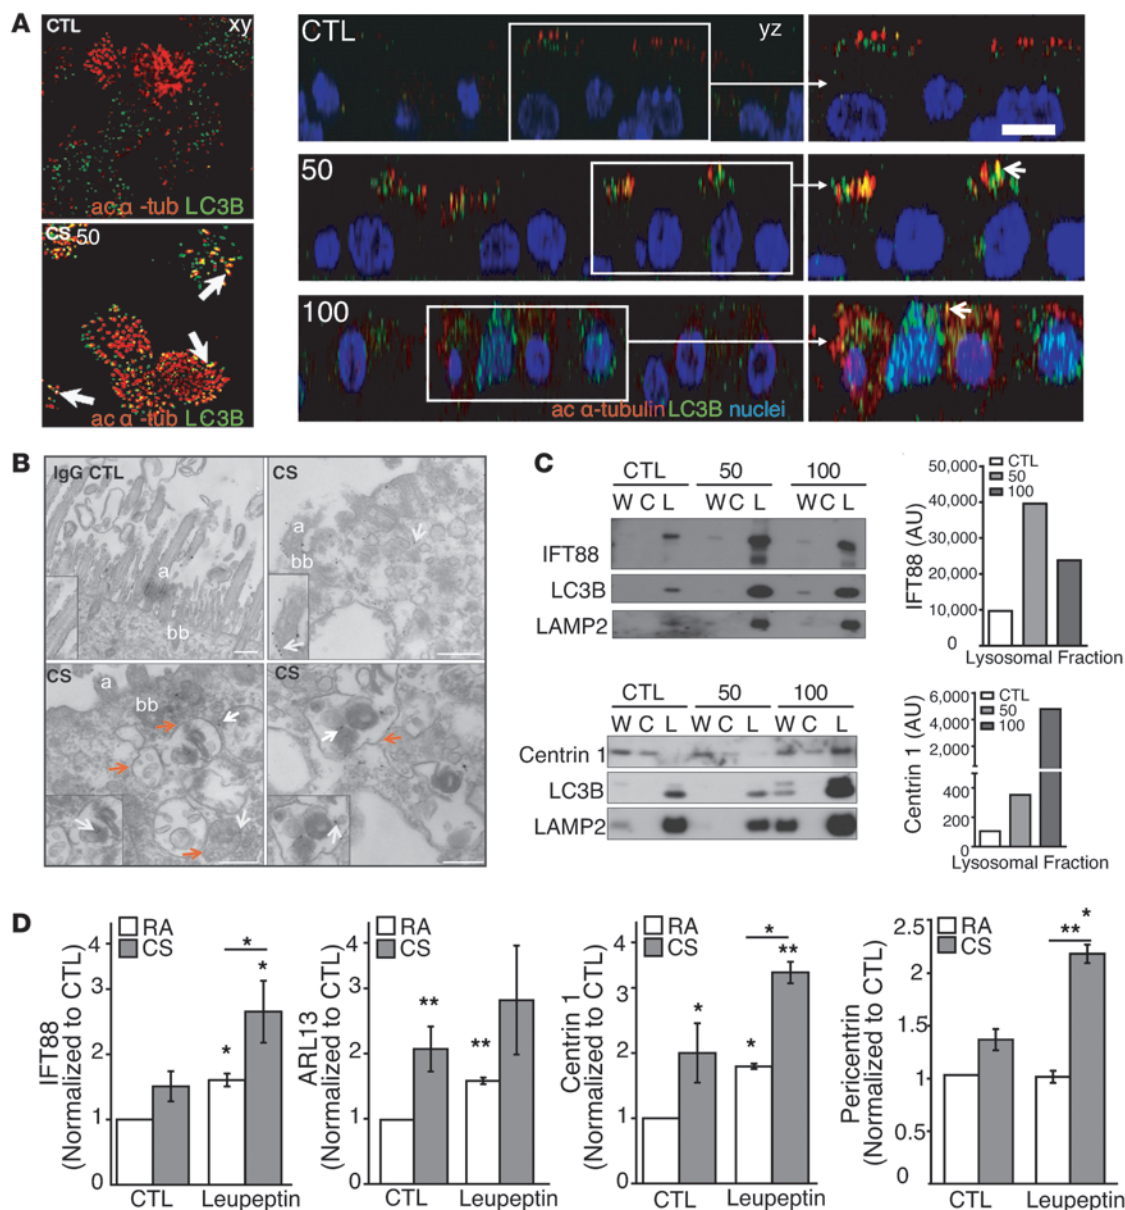 A
CTL
xy
ac α-tub LC3B
CS 50
ac α-tub LC3B
CTL
yz
50
100
ac α-tubulin LC3B nuclei
B
IgG CTL
a
bb
CS
a
bb
CS
a
bb
CS
C
CTL 50 100
W C L W C L W C L
IFT88
LC3B
LAMP2
IFT88 (AU)
50,000
40,000
30,000
20,000
10,000
0
CTL
50
100
Lysosomal Fraction
CTL 50 100
W C L W C L W C L
Centrin 1
LC3B
LAMP2
Centrin 1 (AU)
6,000
4,000
2,000
400
200
0
CTL
50
100
Lysosomal Fraction
D
IFT88
(Normalized to CTL)
4
3
2
1
0
RA
CS
*
*
*
CTL Leupeptin
ARL13
(Normalized to CTL)
4
3
2
1
0
RA
CS
**
**
CTL Leupeptin
Centrin 1
(Normalized to CTL)
4
3
2
1
0
RA
CS
*
*
*
**
CTL Leupeptin
Pericentrin
(Normalized to CTL)
2.5
2
1.5
1
0.5
0
RA
CS
*
**
CTL Leupeptin